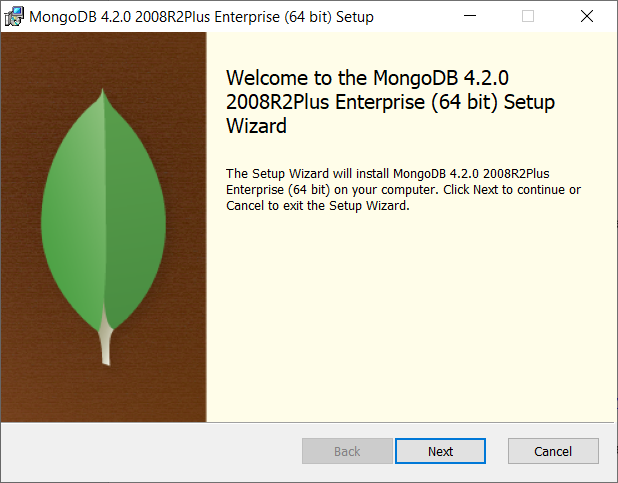 MongoDB 4.2.0 2008R2Plus Enterprise (64 bit) Setup
Welcome to the MongoDB 4.2.0
2008R2Plus Enterprise (64 bit) Setup
Wizard
The Setup Wizard will install MongoDB 4.2.0 2008R2Plus
Enterprise (64 bit) on your computer. Click Next to continue or
Cancel to exit the Setup Wizard.
Back Next Cancel